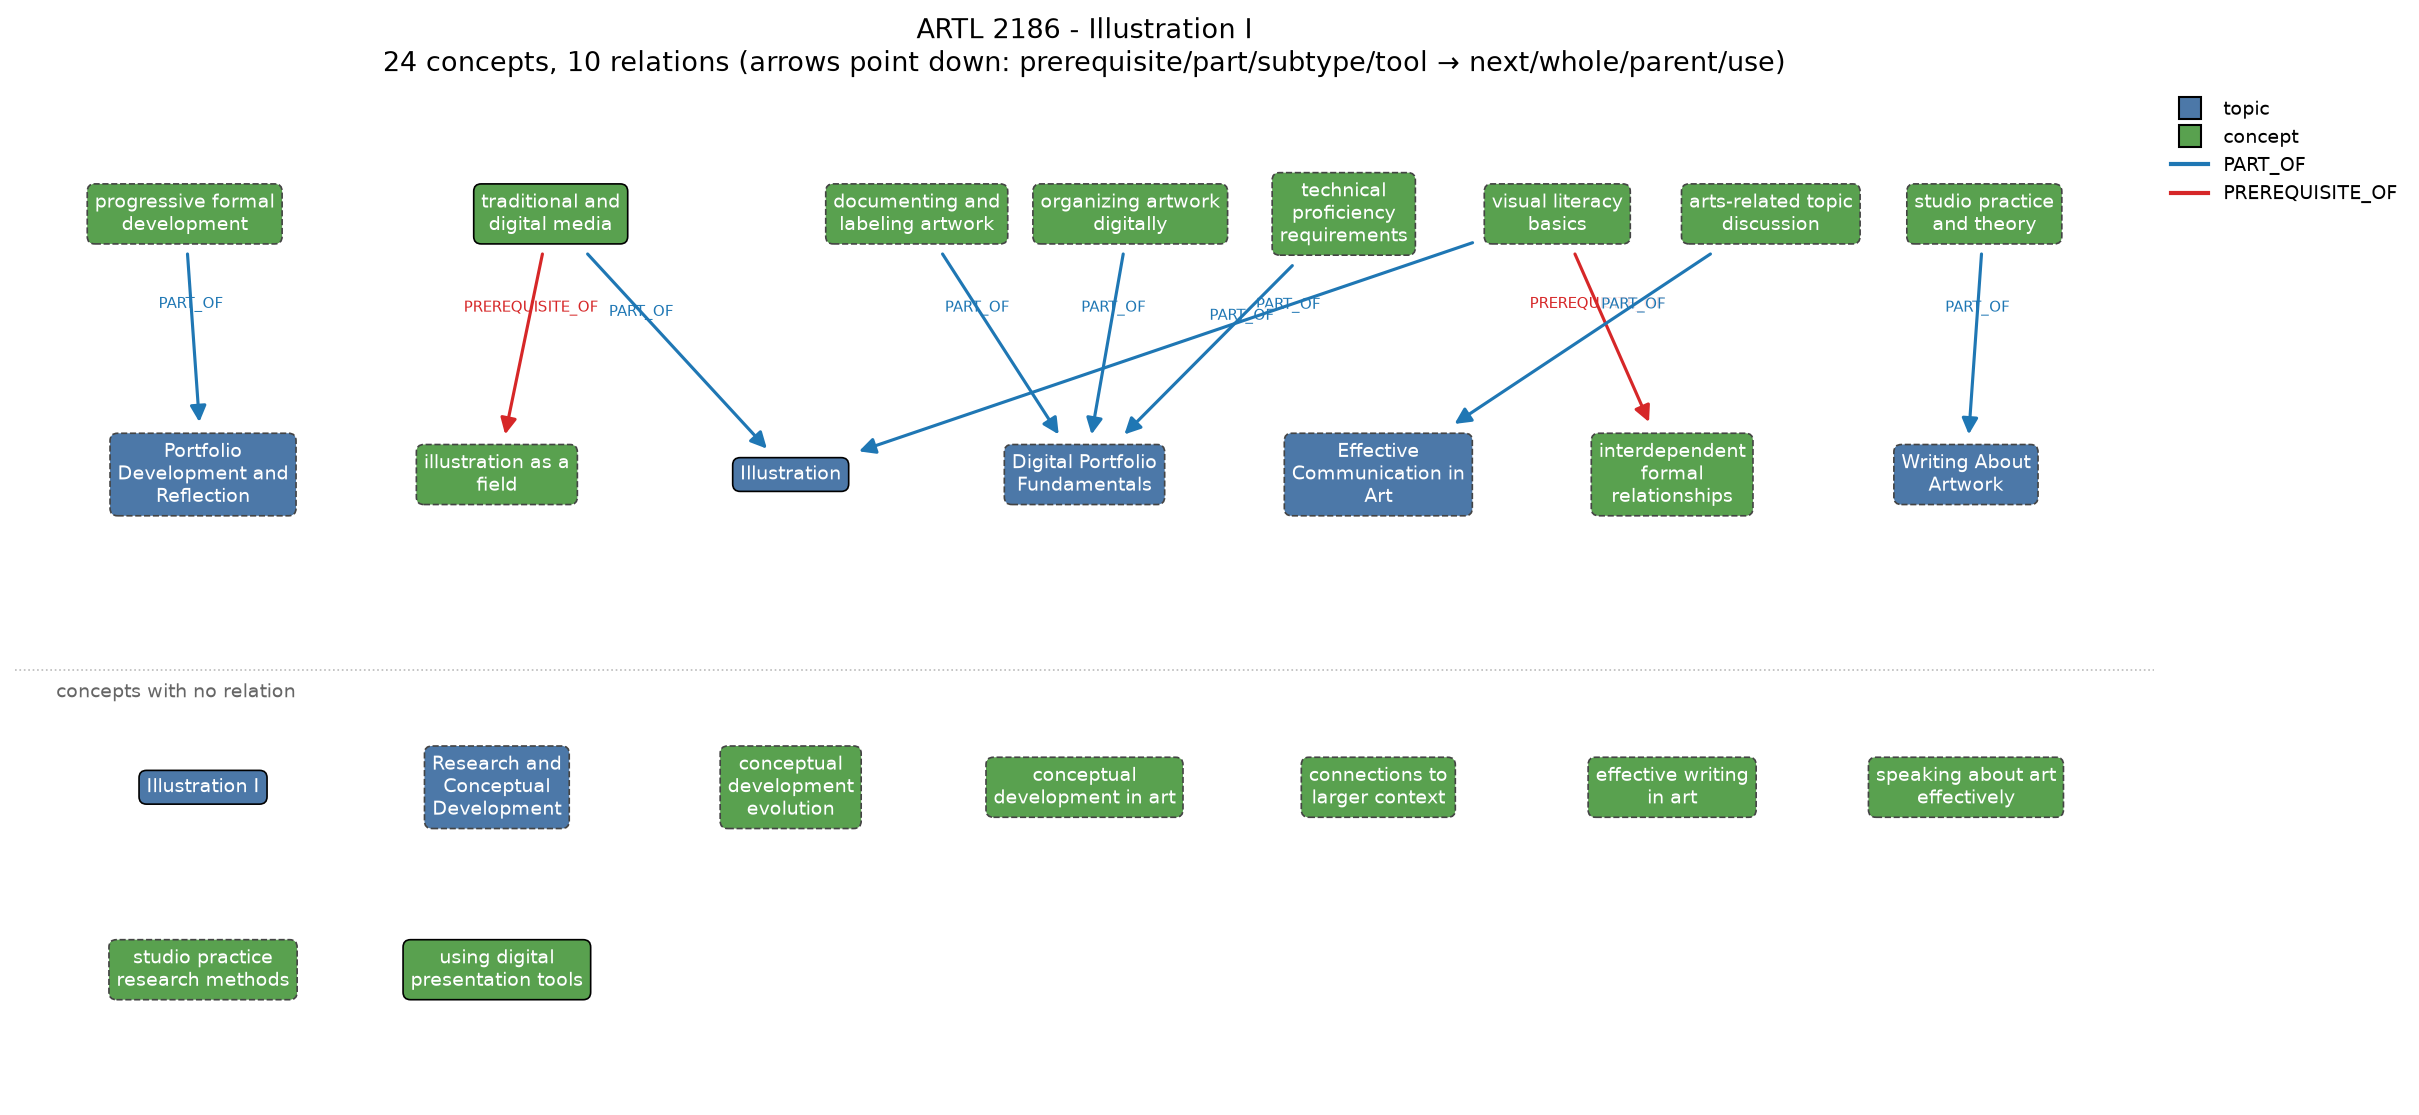 ARTL 2186 - Illustration I
24 concepts, 10 relations (arrows point down: prerequisite/part/subtype/tool → next/whole/parent/use)
topic
concept
PART_OF
PREREQUISITE_OF
progressive formal
development
traditional and
digital media
documenting and
labeling artwork
organizing artwork
digitally
technical
proficiency
requirements
visual literacy
basics
arts-related topic
discussion
studio practice
and theory
PART_OF
PREREQUISITE_OF
PART_OF
PART_OF
PART_OF
PART_OF
PART_OF
PREREQU
PART_OF
PART_OF
Portfolio
Development and
Reflection
illustration as a
field
Illustration
Digital Portfolio
Fundamentals
Effective
Communication in
Art
interdependent
formal
relationships
Writing About
Artwork
concepts with no relation
Illustration I
Research and
Conceptual
Development
conceptual
development
evolution
conceptual
development in art
connections to
larger context
effective writing
in art
speaking about art
effectively
studio practice
research methods
using digital
presentation tools